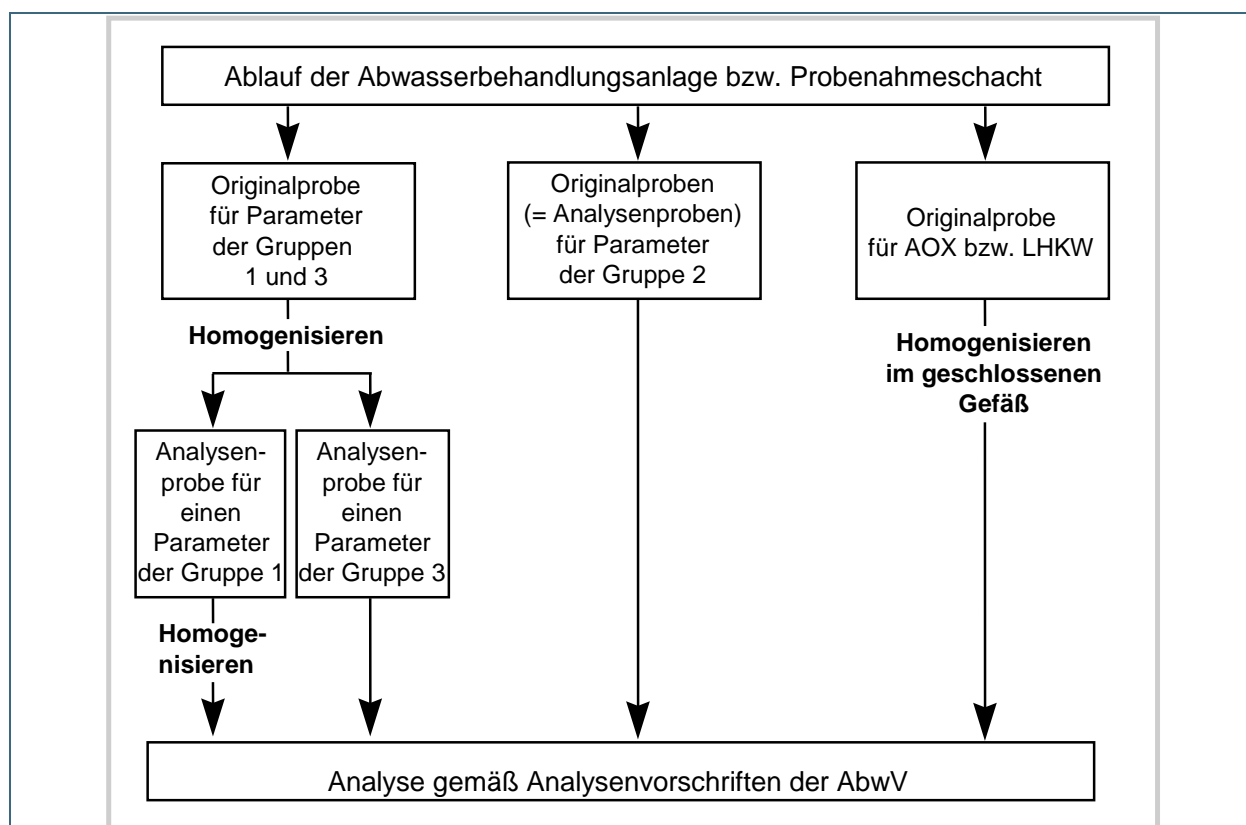 Ablauf der Abwasserbehandlungsanlage bzw. Probenahmeschacht
Originalprobe
für Parameter
der Gruppen
1 und 3
Originalproben
(= Analysenproben)
für Parameter
der Gruppe 2
Originalprobe
für AOX bzw. LHKW
Homogenisieren
Homogenisieren
im geschlossenen
Gefäß
Analysen-
probe für
einen
Parameter
der Gruppe 1
Analysen-
probe für
einen
Parameter
der Gruppe 3
Homoge-
nisieren
Analyse gemäß Analysenvorschriften der AbwV